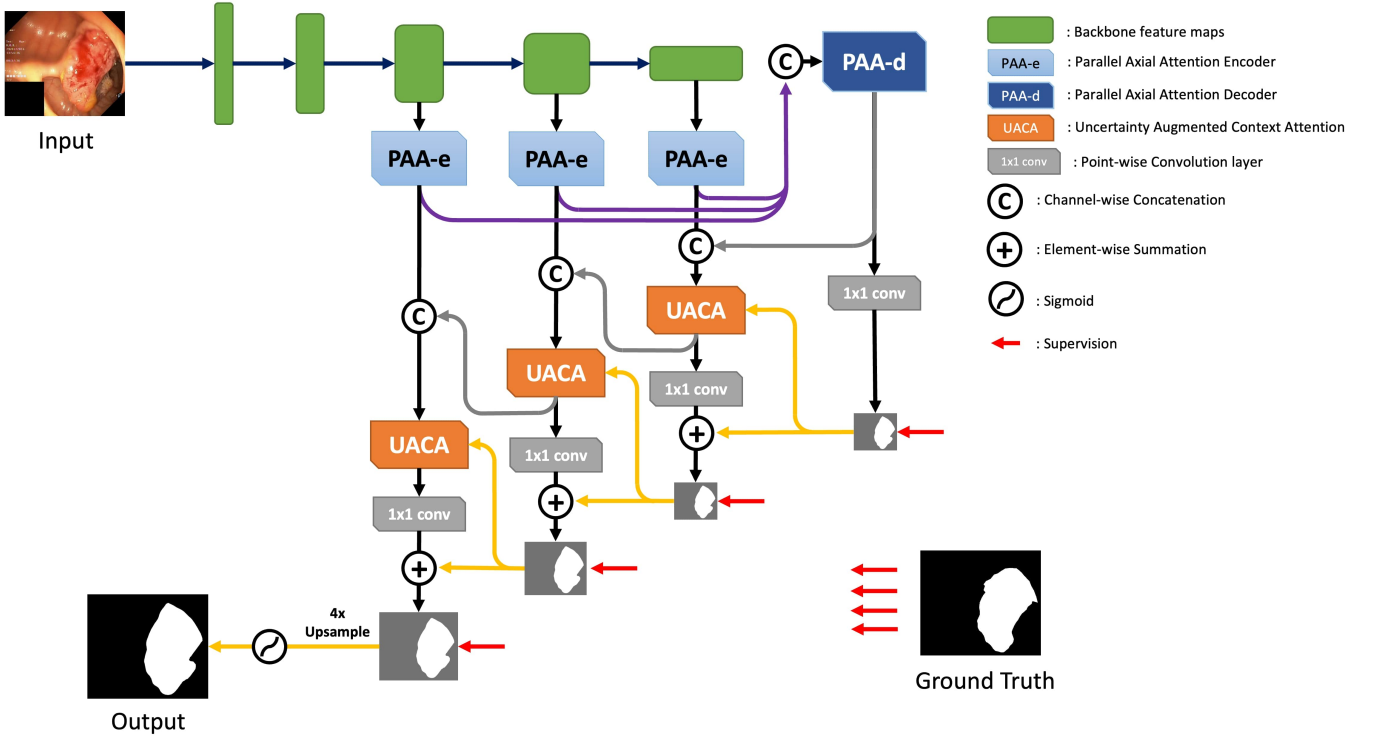 Input
C
PAA-d
PAA-e
PAA-e
PAA-e
C
C
C
UACA
1x1 conv
UACA
1x1 conv
UACA
1x1 conv
1x1 conv
4x
Upsample
Output
Ground Truth
: Backbone feature maps
PAA-e : Parallel Axial Attention Encoder
PAA-d : Parallel Axial Attention Decoder
UACA : Uncertainty Augmented Context Attention
1x1 conv : Point-wise Convolution layer
C : Channel-wise Concatenation
+ : Element-wise Summation
: Sigmoid
: Supervision